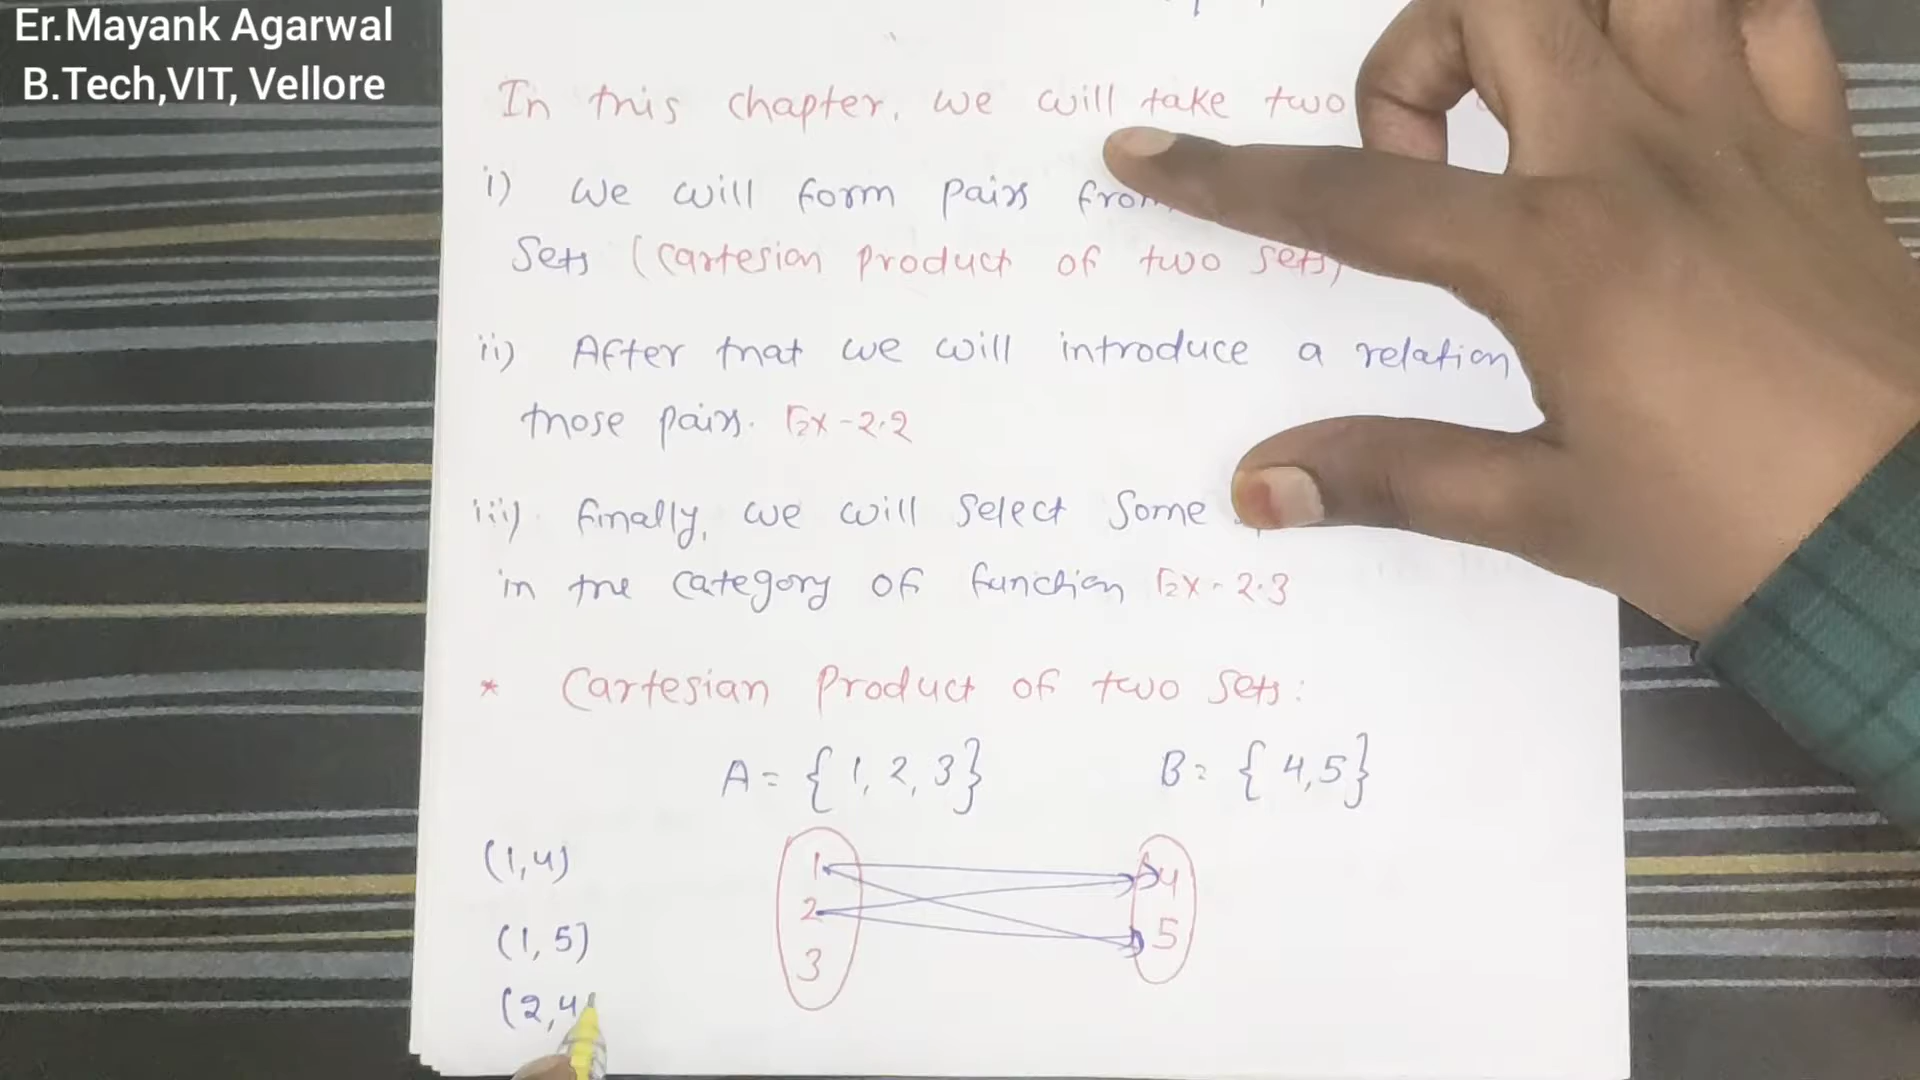 Er.Mayank Agarwal
B.Tech,VIT, Vellore
In this chapter, we will take two
i) We will form pairs from
Sets (Cartesian product of two sets)
ii) After that we will introduce a relation
those pairs. Ex-2.2
iii) Finally, we will select some
in the category of function Ex-2.3
* Cartesian Product of two sets:
A = {1, 2, 3} B = {4,5}
(1,4) 1 4
2 5
(1,5) 3
(2,4